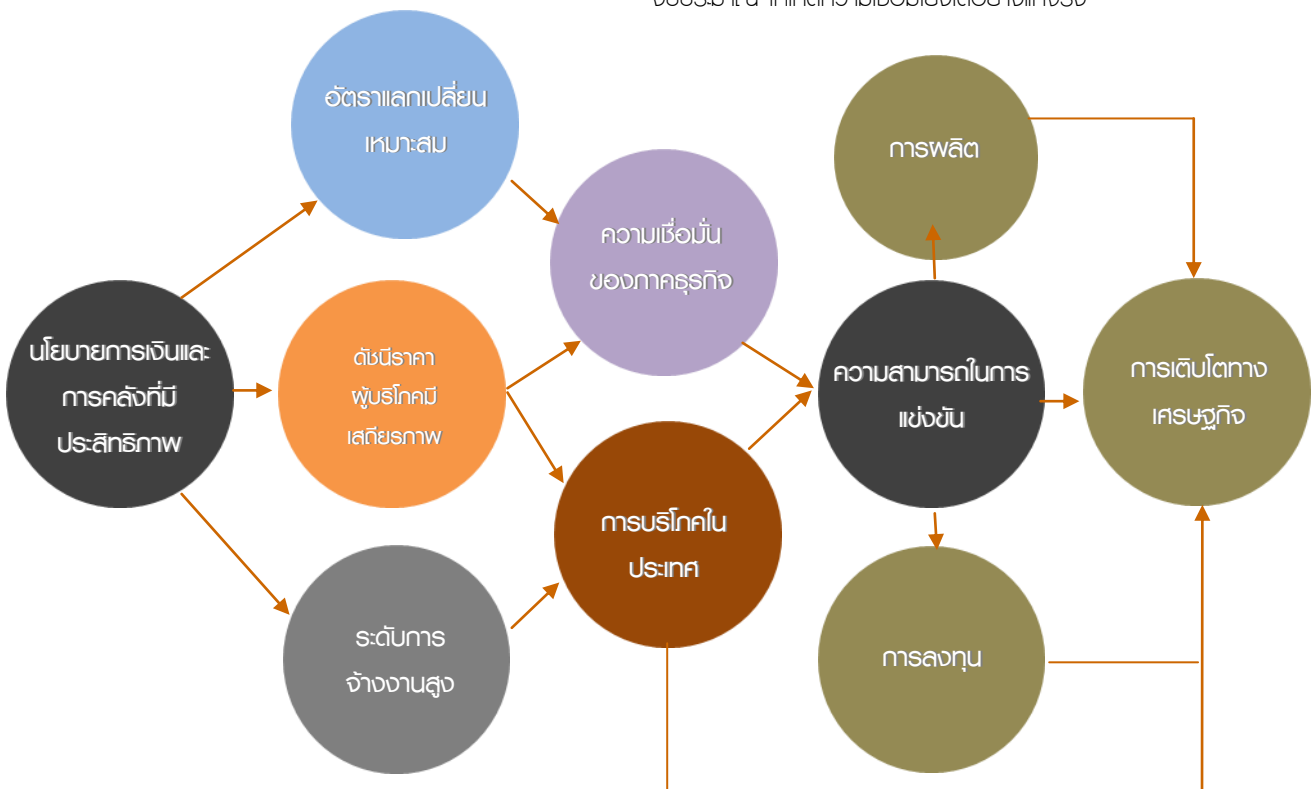 อัตราแลกเปลี่ยน
เหมาะสม
การผลิต
ความเชื่อมั่น
ของภาคธุรกิจ
นโยบายการเงินและ
การคลังที่มี
ประสิทธิภาพ
ดัชนีราคา
ผู้บริโภคมี
เสถียรภาพ
ความสามารถในการ
แข่งขัน
การเติบโตทาง
เศรษฐกิจ
การบริโภคใน
ประเทศ
ระดับการ
จ้างงานสูง
การลงทุน